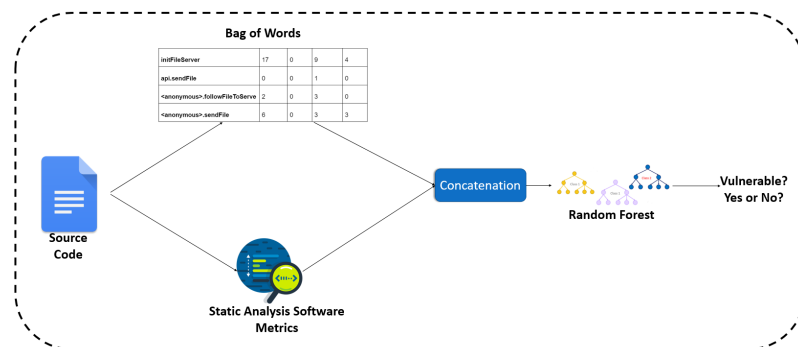 Bag of Words
initFileServer 17 0 9 4
api.sendFile 0 0 1 0
<anonymous>.followFileToServe 2 0 3 0
<anonymous>.sendFile 6 0 3 3
Source
Code
Static Analysis Software
Metrics
Concatenation
Random Forest
Vulnerable?
Yes or No?